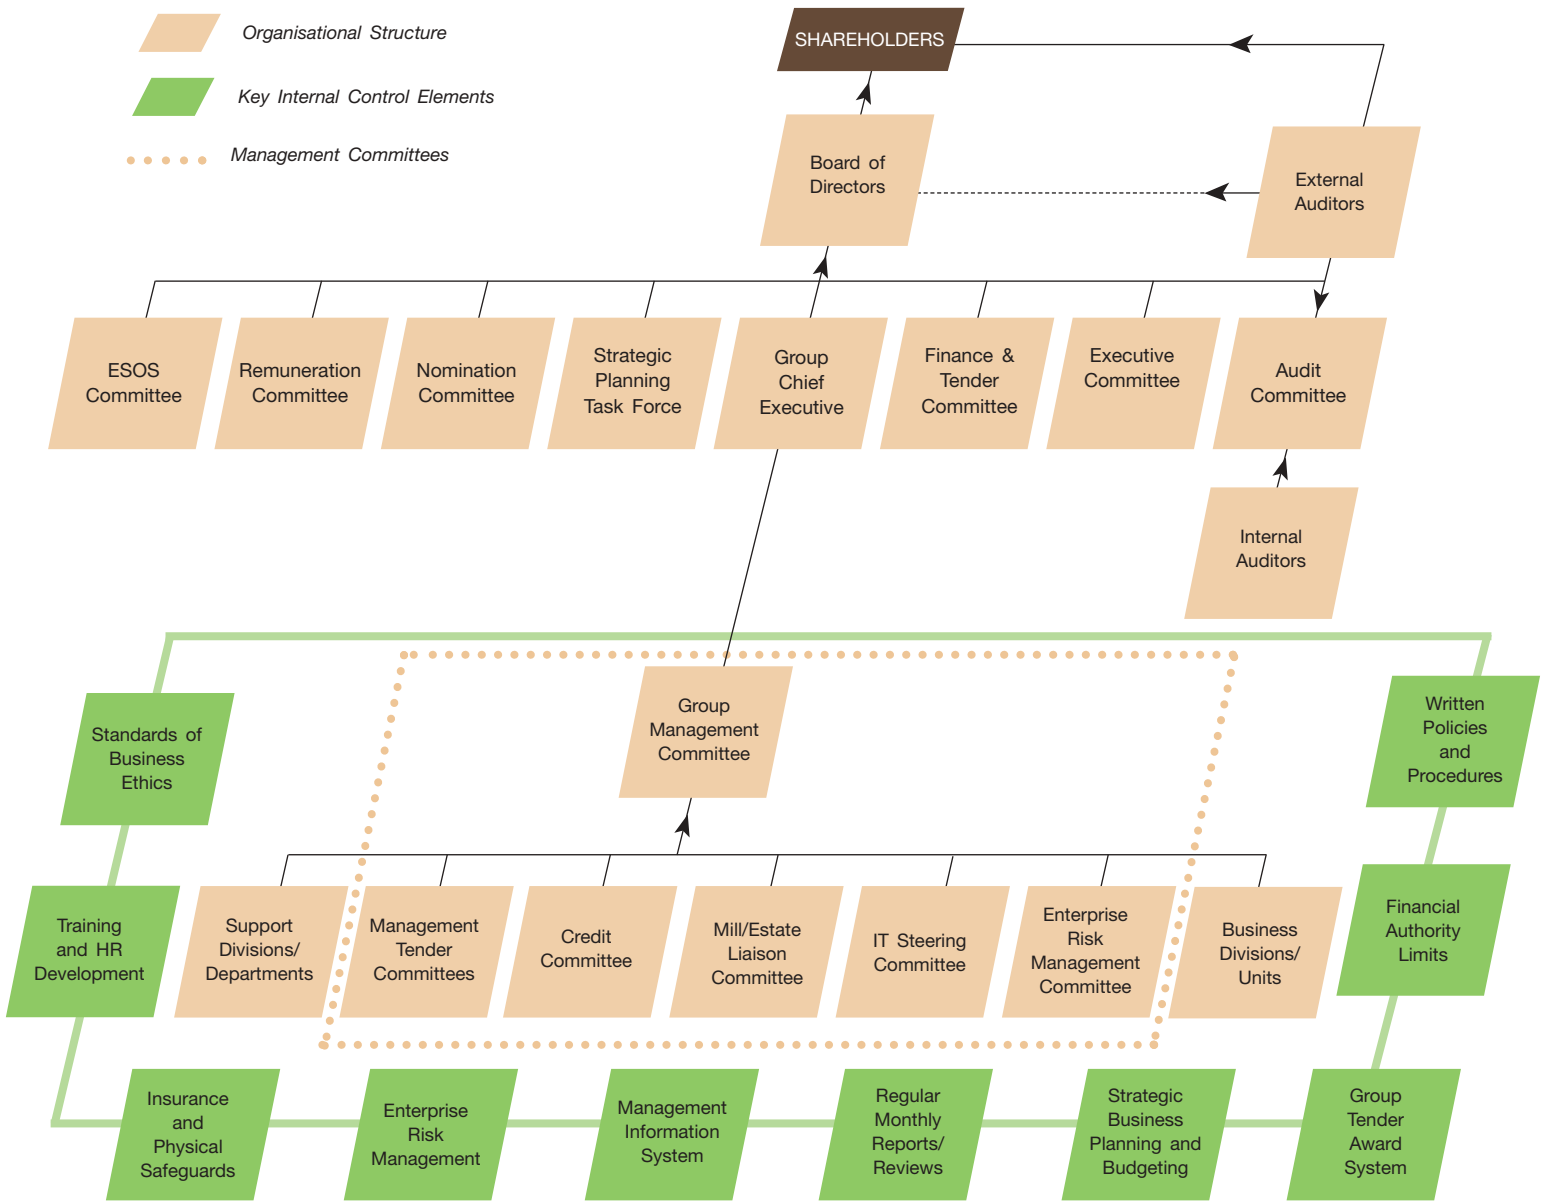 Organisational Structure
Key Internal Control Elements
Management Committees
SHAREHOLDERS
Board of
Directors
External
Auditors
ESOS
Committee
Remuneration
Committee
Nomination
Committee
Strategic
Planning
Task Force
Group
Chief
Executive
Finance &
Tender
Committee
Executive
Committee
Audit
Committee
Internal
Auditors
Group
Management
Committee
Standards of
Business
Ethics
Written
Policies
and
Procedures
Training
and HR
Development
Support
Divisions/
Departments
Management
Tender
Committees
Credit
Committee
Mill/Estate
Liaison
Committee
IT Steering
Committee
Enterprise
Risk
Management
Committee
Business
Divisions/
Units
Financial
Authority
Limits
Insurance
and
Physical
Safeguards
Enterprise
Risk
Management
Management
Information
System
Regular
Monthly
Reports/
Reviews
Strategic
Business
Planning and
Budgeting
Group
Tender
Award
System